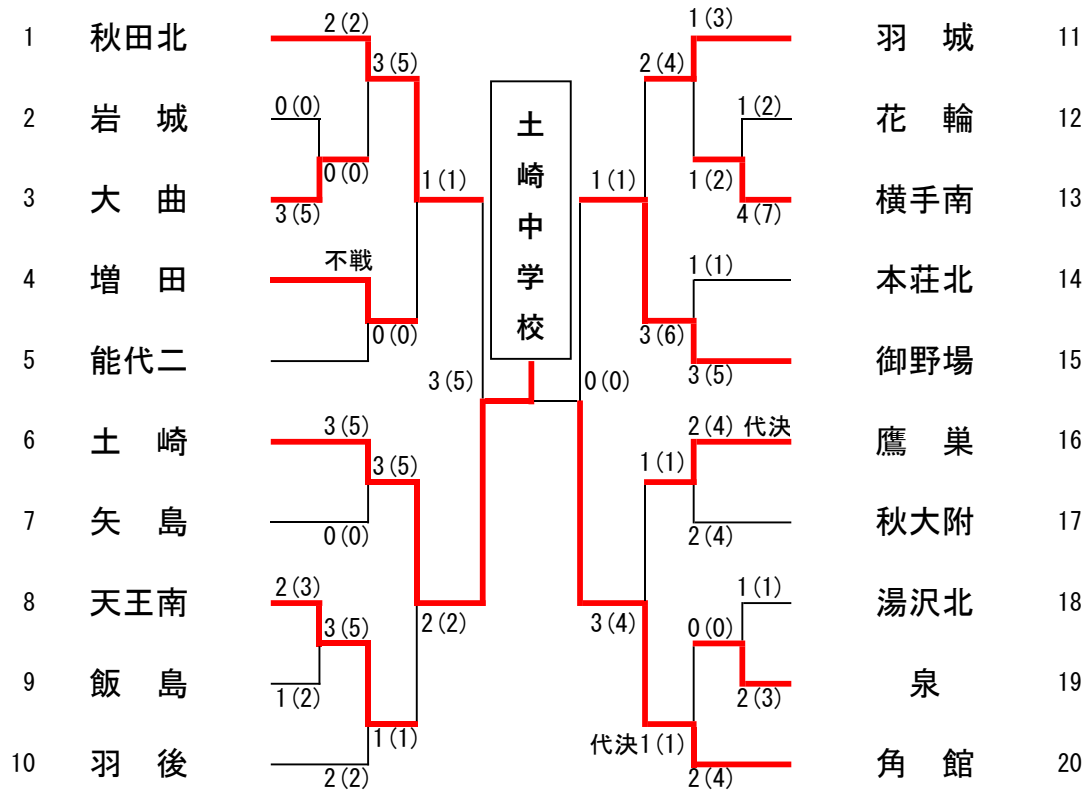 2(2)
1(3)
1 秋田北
羽 城 11
3(5)
2(4)
0(0)
1(2)
2 岩 城
花 輪 12
土崎中学校
0(0)
1(1)
1(1)
1(2)
3 大 曲
横手南 13
3(5)
4(7)
不戦
1(1)
4 増 田
本荘北 14
0(0)
3(6)
5 能代二
御野場 15
3(5)
0(0)
3(5)
3(5)
2(4) 代決
6 土 崎
鷹 巣 16
3(5)
1(1)
7 矢 島
秋大附 17
0(0)
2(4)
2(3)
1(1)
8 天王南
湯沢北 18
3(5)
2(2)
3(4)
0(0)
9 飯 島
泉 19
1(2)
2(3)
1(1)
代決1(1)
10 羽 後
角 館 20
2(2)
2(4)